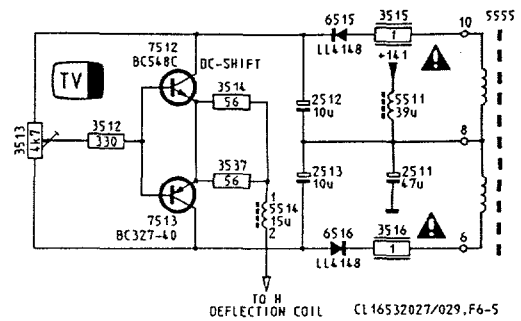 6515
LL4148
3515
1
10
5555
+141
7512
BC548C
DC-SHIFT
TV
3514
56
2512
10u
5511
39u
3513
4k7
3512
330
8
3537
56
2513
10u
2511
47u
7513
BC327-40
1
5514
15u
2
6516
LL4148
3516
1
6
TO H
DEFLECTION COIL
CL16532027/029,F6-5